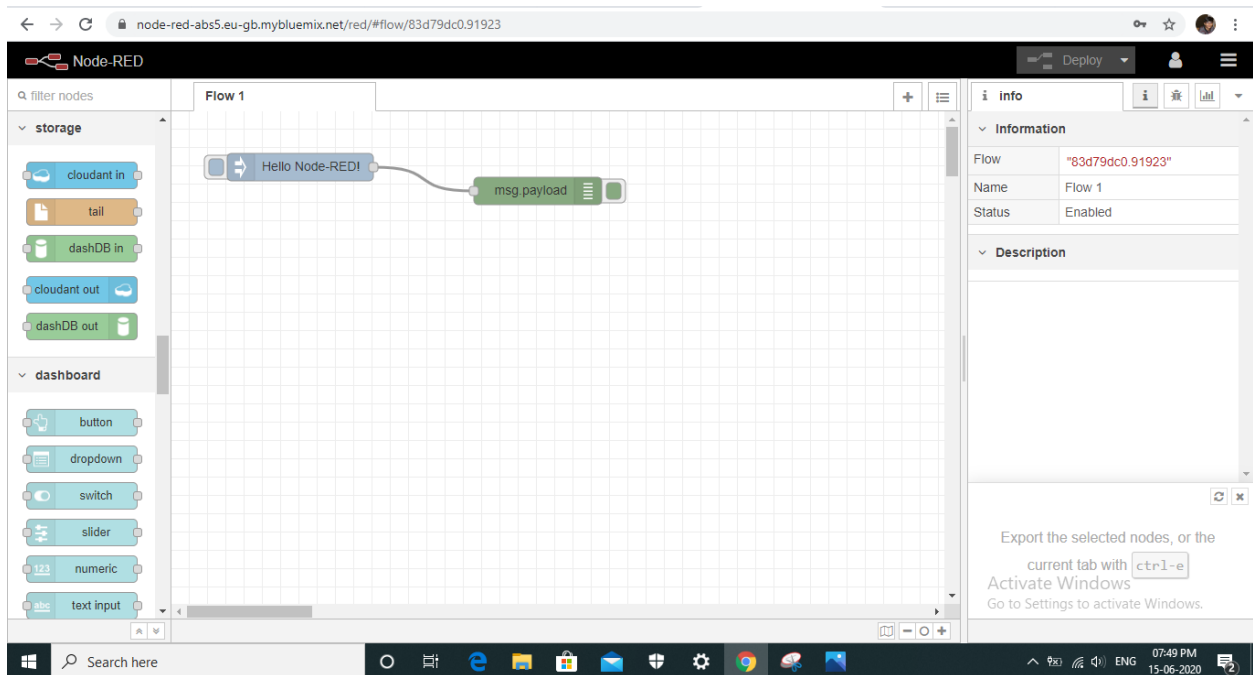 node-red-abs5.eu-gb.mybluemix.net/red/#flow/83d79dc0.91923
Node-RED
Deploy
filter nodes
Flow 1
i info
i
storage
cloudant in
tail
dashDB in
cloudant out
dashDB out
dashboard
button
dropdown
switch
slider
123 numeric
abc text input
Hello Node-RED!
msg.payload
Information
Flow "83d79dc0.91923"
Name Flow 1
Status Enabled
Description
Export the selected nodes, or the
current tab with ctrl-e
Activate Windows
Go to Settings to activate Windows.
Search here
ENG
07:49 PM
15-06-2020
2